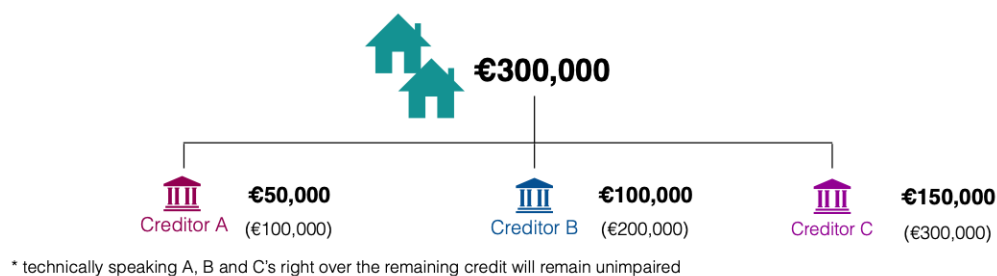 €300,000
€50,000
Creditor A (€100,000)
€100,000
Creditor B (€200,000)
€150,000
Creditor C (€300,000)
* technically speaking A, B and C's right over the remaining credit will remain unimpaired